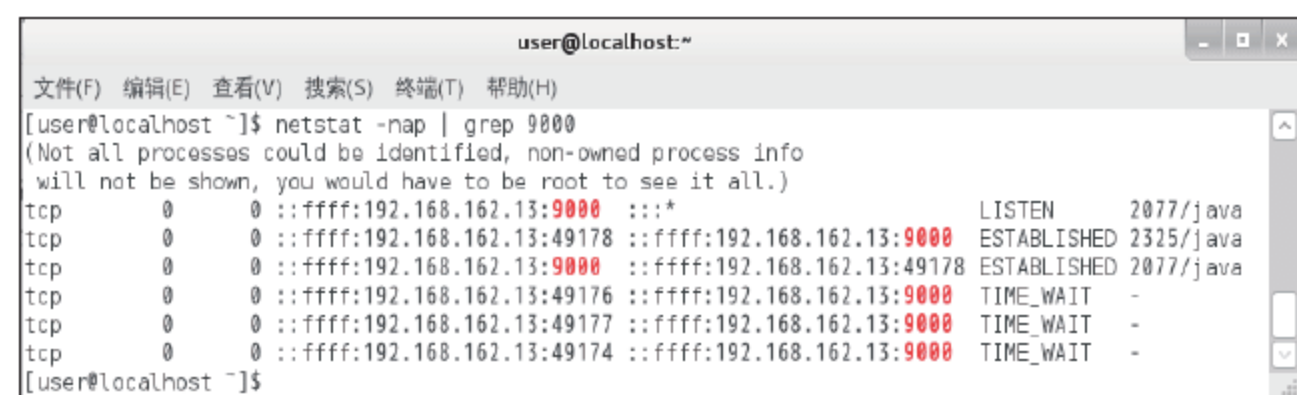 user@localhost:~
文件(F) 编辑(E) 查看(V) 搜索(S) 终端(T) 帮助(H)
[user@localhost ~]$ netstat -nap | grep 9000
(Not all processes could be identified, non-owned process info
 will not be shown, you would have to be root to see it all.)
tcp        0      0 ::ffff:192.168.162.13:9000  :::*                        LISTEN      2077/java
tcp        0      0 ::ffff:192.168.162.13:49178 ::ffff:192.168.162.13:9000  ESTABLISHED 2325/java
tcp        0      0 ::ffff:192.168.162.13:9000  ::ffff:192.168.162.13:49178 ESTABLISHED 2077/java
tcp        0      0 ::ffff:192.168.162.13:49176 ::ffff:192.168.162.13:9000  TIME_WAIT   -
tcp        0      0 ::ffff:192.168.162.13:49177 ::ffff:192.168.162.13:9000  TIME_WAIT   -
tcp        0      0 ::ffff:192.168.162.13:49174 ::ffff:192.168.162.13:9000  TIME_WAIT   -
[user@localhost ~]$